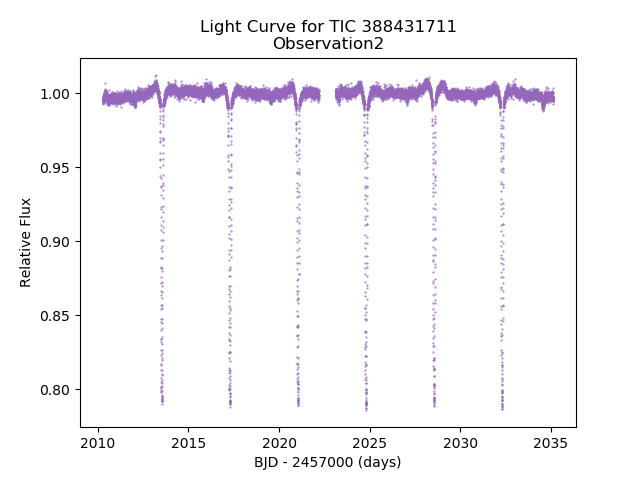 Light Curve for TIC 388431711
Observation2
1.00
0.95
0.90
0.85
0.80
Relative Flux
2010 2015 2020 2025 2030 2035
BJD - 2457000 (days)